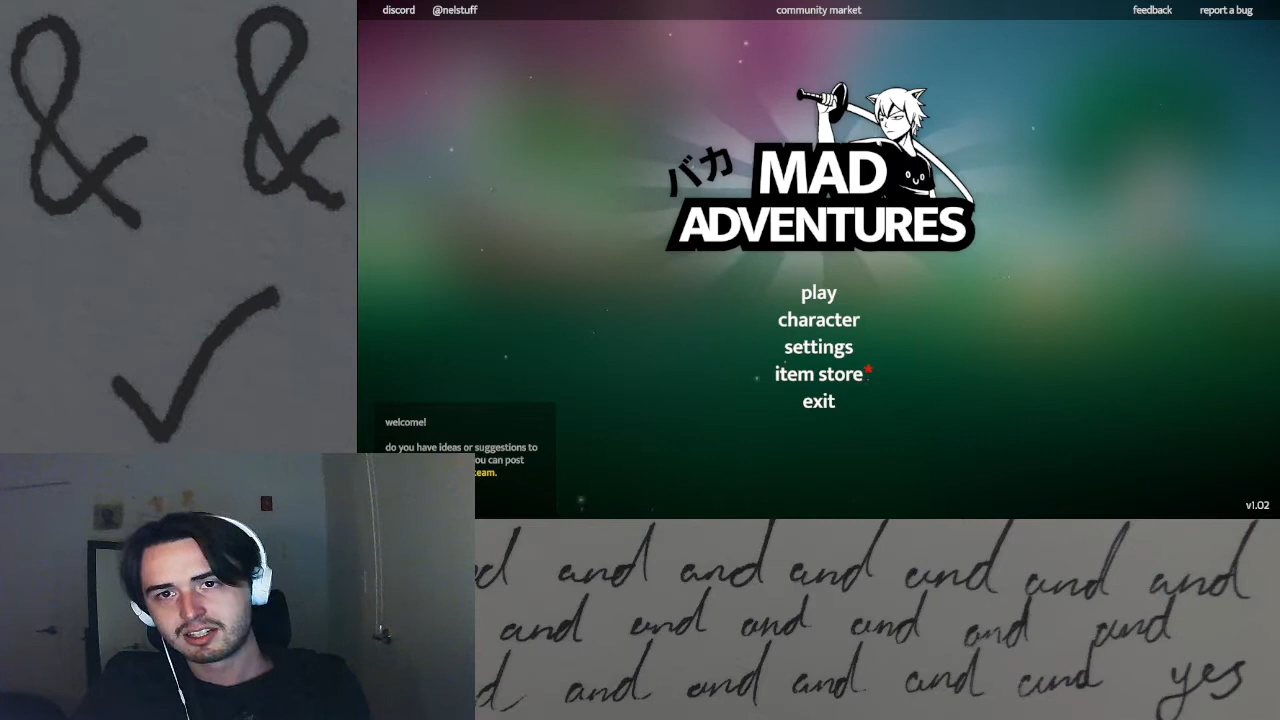 & &
discord @nelstuff community market feedback report a bug
バカ MAD
ADVENTURES
play
character
settings
item store*
exit
welcome!
do you have ideas or suggestions to
ou can post
eam.
v1.02
and and and and and and
and and and and and and
and and and and and yes